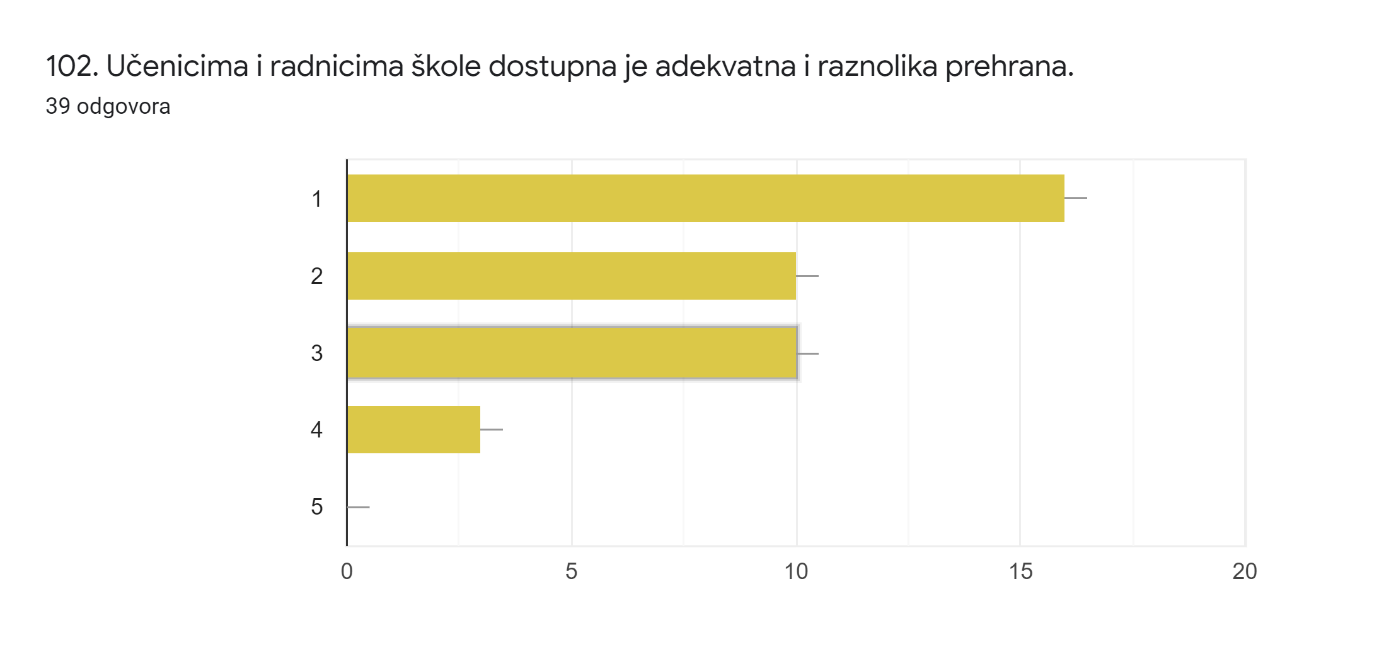 102. Učenicima i radnicima škole dostupna je adekvatna i raznolika prehrana.
39 odgovora
1
2
3
4
5
0 5 10 15 20